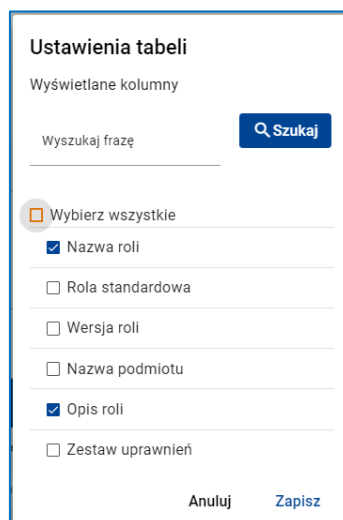 Ustawienia tabeli
Wyświetlane kolumny
Wyszukaj frazę
Szukaj
Wybierz wszystkie
Nazwa roli
Rola standardowa
Wersja roli
Nazwa podmiotu
Opis roli
Zestaw uprawnień
Anuluj Zapisz